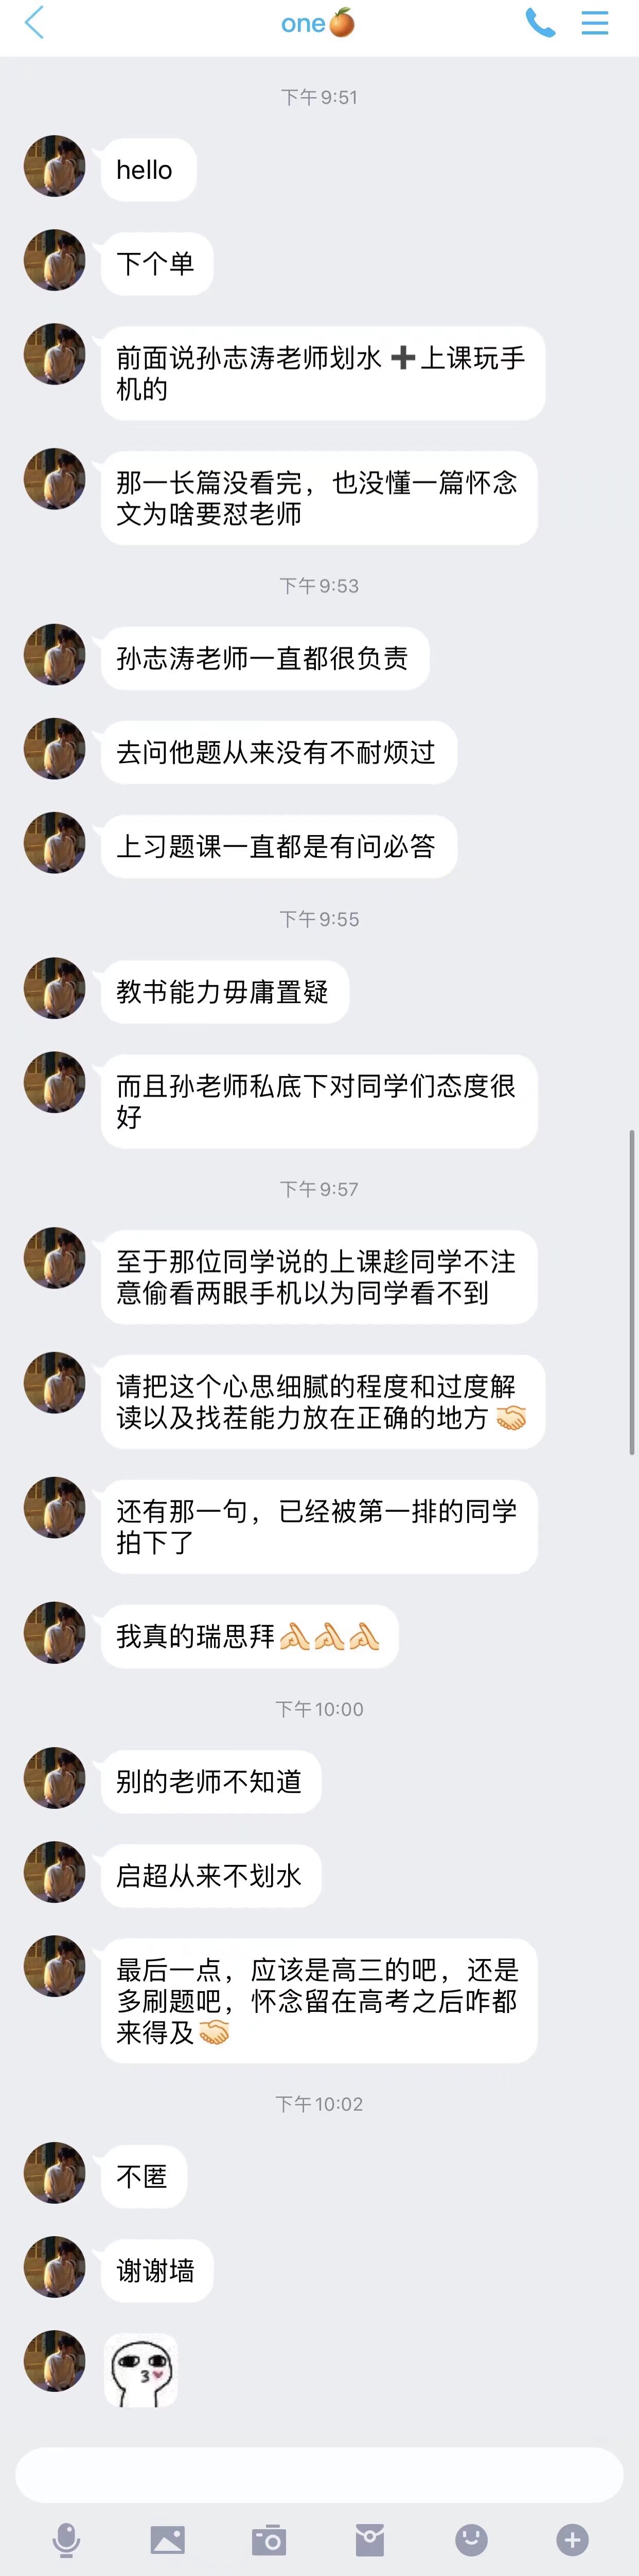 one🍊
下午9:51
hello
下个单
前面说孙志涛老师划水➕上课玩手
机的
那一长篇没看完，也没懂一篇怀念
文为啥要怼老师
下午9:53
孙志涛老师一直都很负责
去问他题从来没有不耐烦过
上习题课一直都是有问必答
下午9:55
教书能力毋庸置疑
而且孙老师私底下对同学们态度很
好
下午9:57
至于那位同学说的上课趁同学不注
意偷看两眼手机以为同学看不到
请把这个心思细腻的程度和过度解
读以及找茬能力放在正确的地方🤝
还有那一句，已经被第一排的同学
拍下了
我真的瑞思拜🙏🙏🙏
下午10:00
别的老师不知道
启超从来不划水
最后一点，应该是高三的吧，还是
多刷题吧，怀念留在高考之后咋都
来得及🤝
下午10:02
不匿
谢谢墙